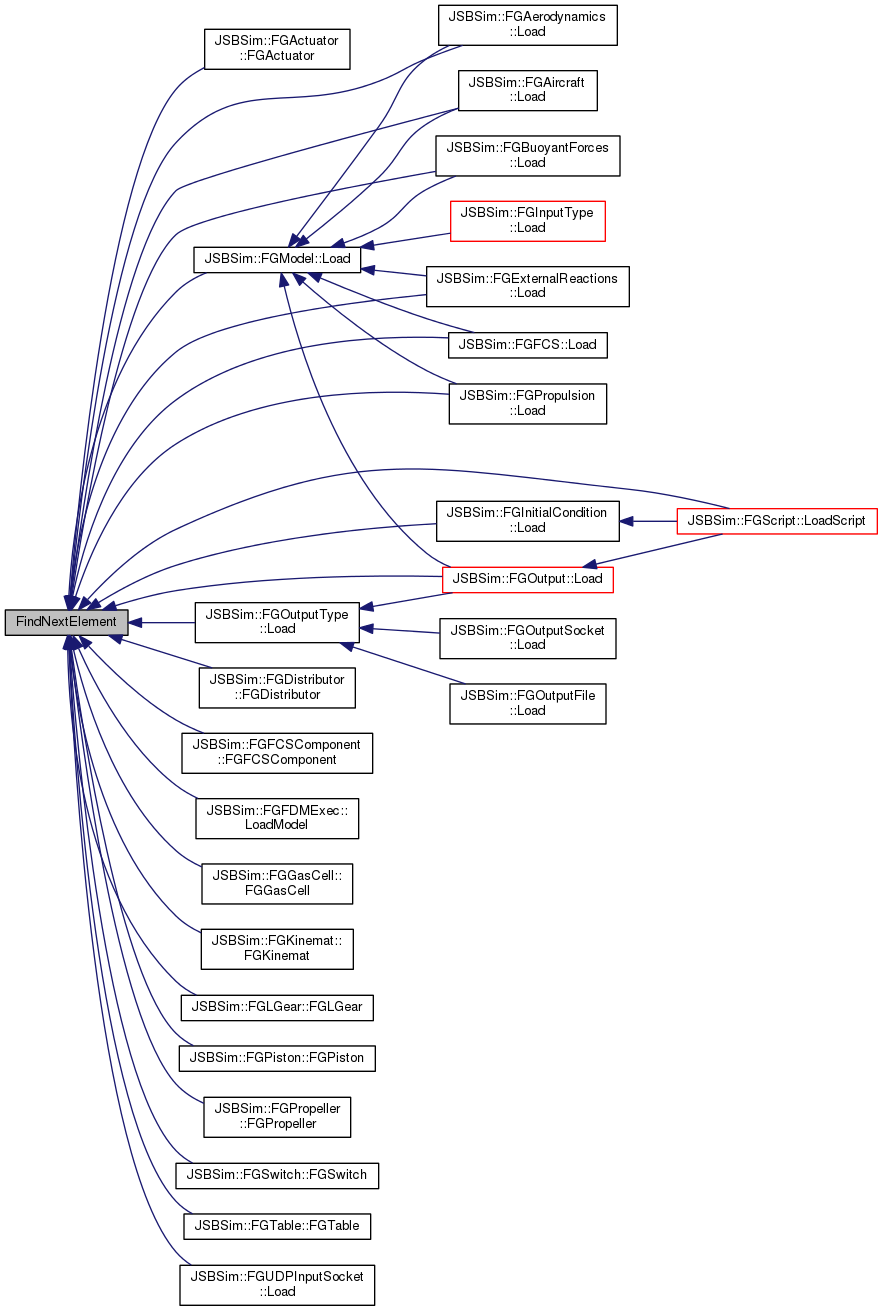 JSBSim::FGActuator
::FGActuator
JSBSim::FGAerodynamics
::Load
JSBSim::FGAircraft
::Load
JSBSim::FGBuoyantForces
::Load
JSBSim::FGInputType
::Load
JSBSim::FGModel::Load
JSBSim::FGExternalReactions
::Load
JSBSim::FGFCS::Load
JSBSim::FGPropulsion
::Load
JSBSim::FGInitialCondition
::Load
JSBSim::FGScript::LoadScript
JSBSim::FGOutput::Load
FindNextElement
JSBSim::FGOutputType
::Load
JSBSim::FGOutputSocket
::Load
JSBSim::FGDistributor
::FGDistributor
JSBSim::FGOutputFile
::Load
JSBSim::FGFCSComponent
::FGFCSComponent
JSBSim::FGFDMExec::
LoadModel
JSBSim::FGGasCell::
FGGasCell
JSBSim::FGKinemat::
FGKinemat
JSBSim::FGLGear::FGLGear
JSBSim::FGPiston::FGPiston
JSBSim::FGPropeller
::FGPropeller
JSBSim::FGSwitch::FGSwitch
JSBSim::FGTable::FGTable
JSBSim::FGUDPInputSocket
::Load